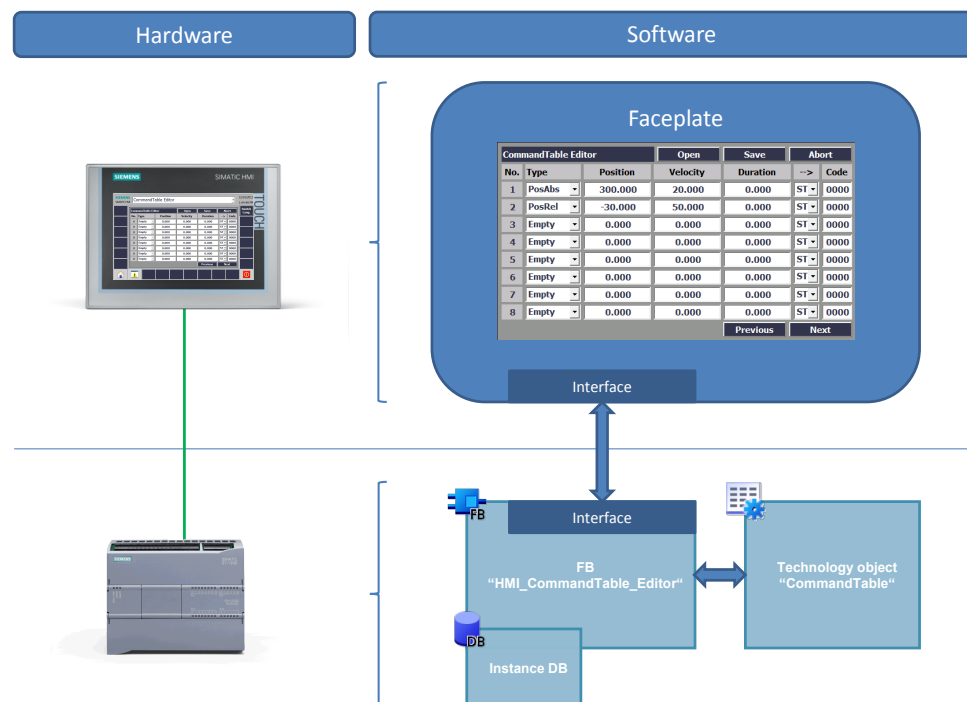 Hardware
Software
SIEMENS
SIMATIC HMI
TOUCH
CommandTable Editor
Faceplate
CommandTable Editor Open Save Abort
No. Type Position Velocity Duration --> Code
1 PosAbs 300.000 20.000 0.000 ST 0000
2 PosRel -30.000 50.000 0.000 ST 0000
3 Empty 0.000 0.000 0.000 ST 0000
4 Empty 0.000 0.000 0.000 ST 0000
5 Empty 0.000 0.000 0.000 ST 0000
6 Empty 0.000 0.000 0.000 ST 0000
7 Empty 0.000 0.000 0.000 ST 0000
8 Empty 0.000 0.000 0.000 ST 0000
Previous Next
Interface
SIEMENS
FB
Interface
FB
"HMI_CommandTable_Editor"
Technology object
"CommandTable"
DB
Instance DB